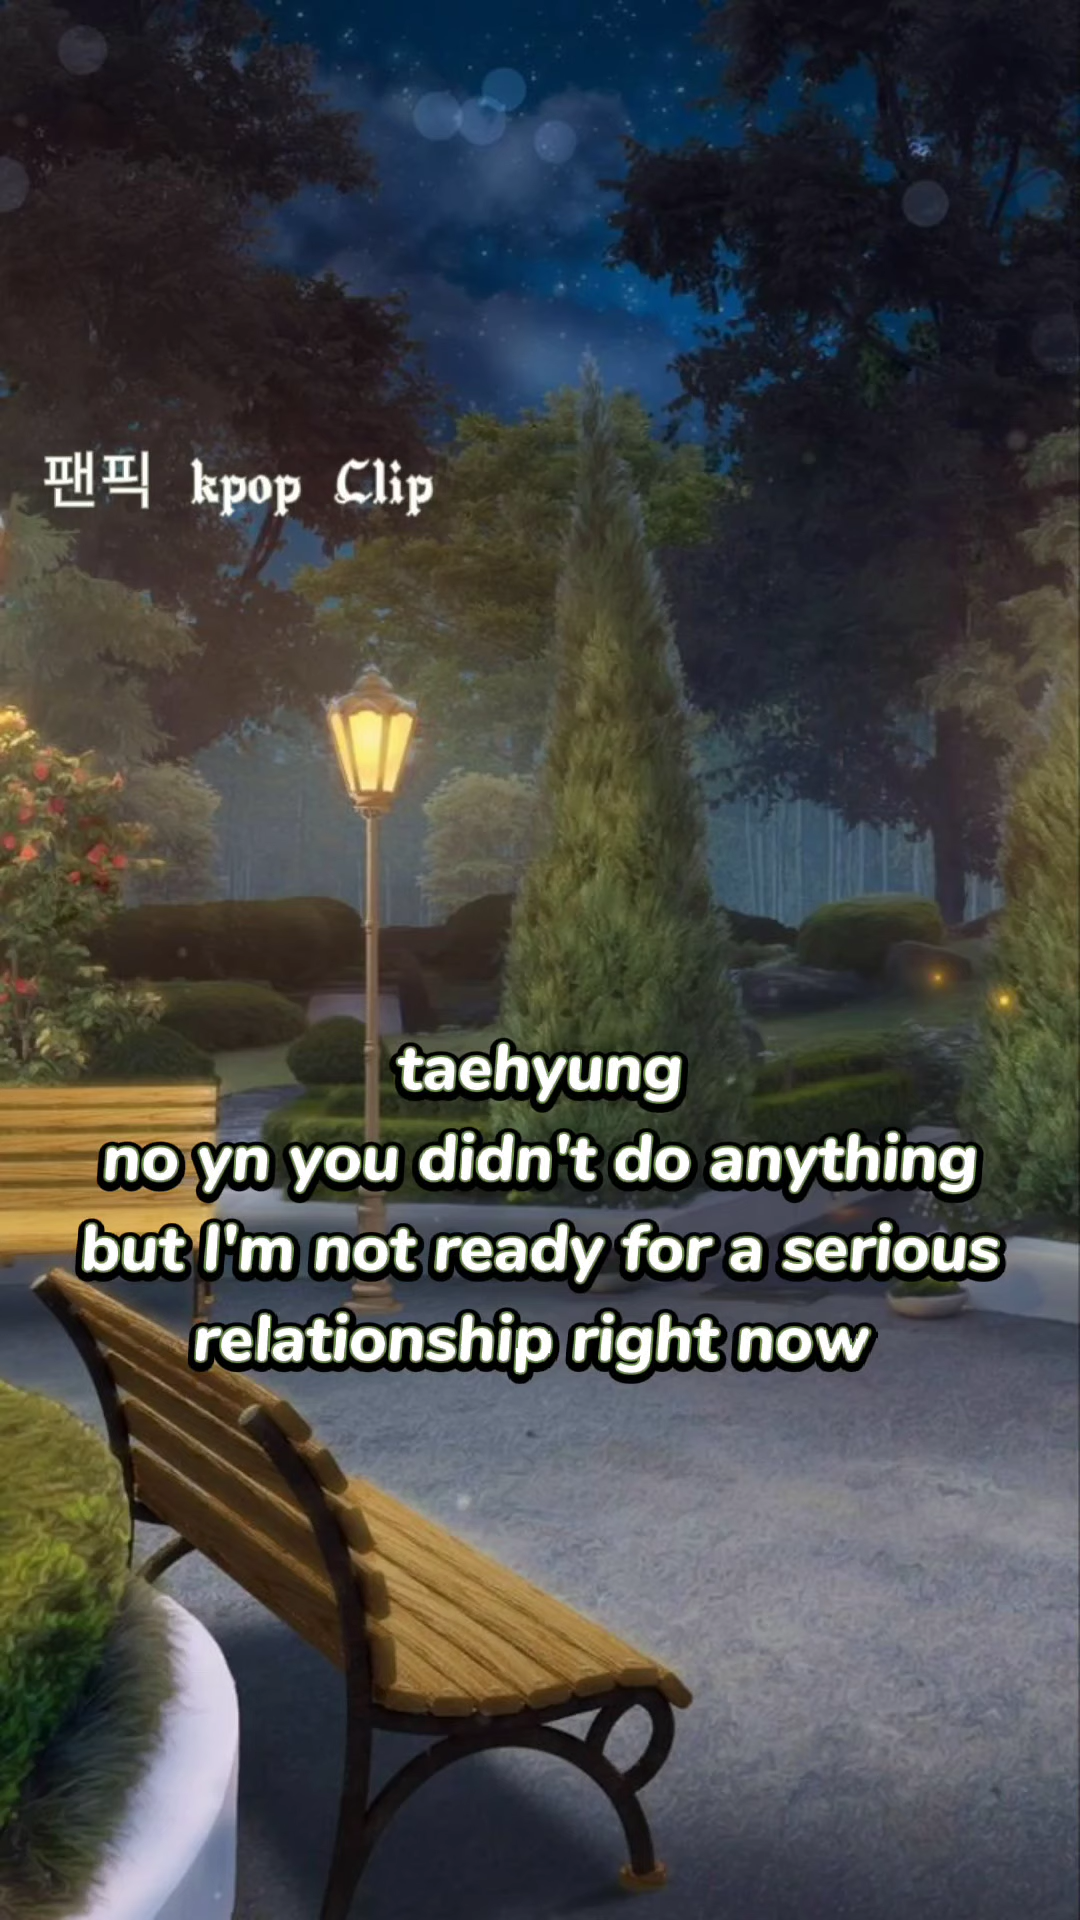 팬픽 kpop Clip
taehyung
no yn you didn't do anything
but I'm not ready for a serious
relationship right now